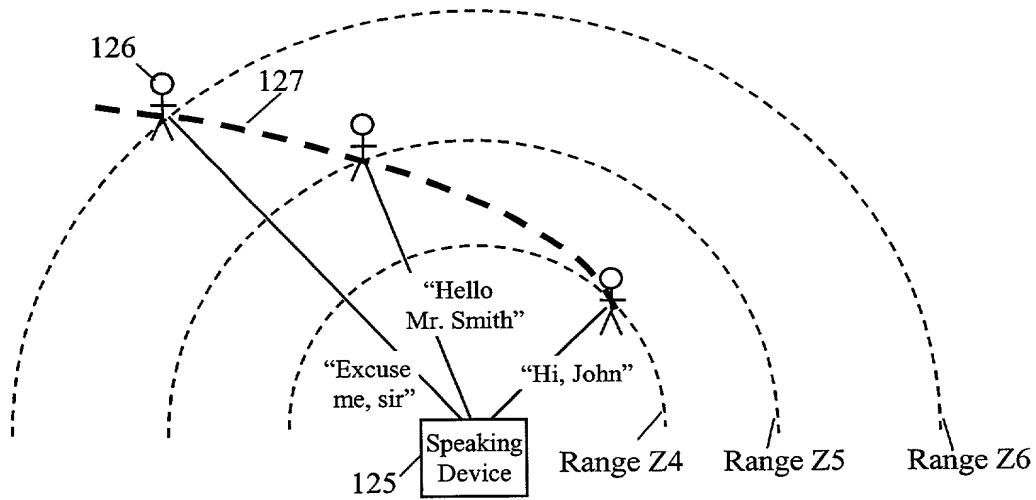 126
127
“Hello
Mr. Smith”
“Excuse
me, sir”
“Hi, John”
Speaking
Device
125
Range Z4
Range Z5
Range Z6